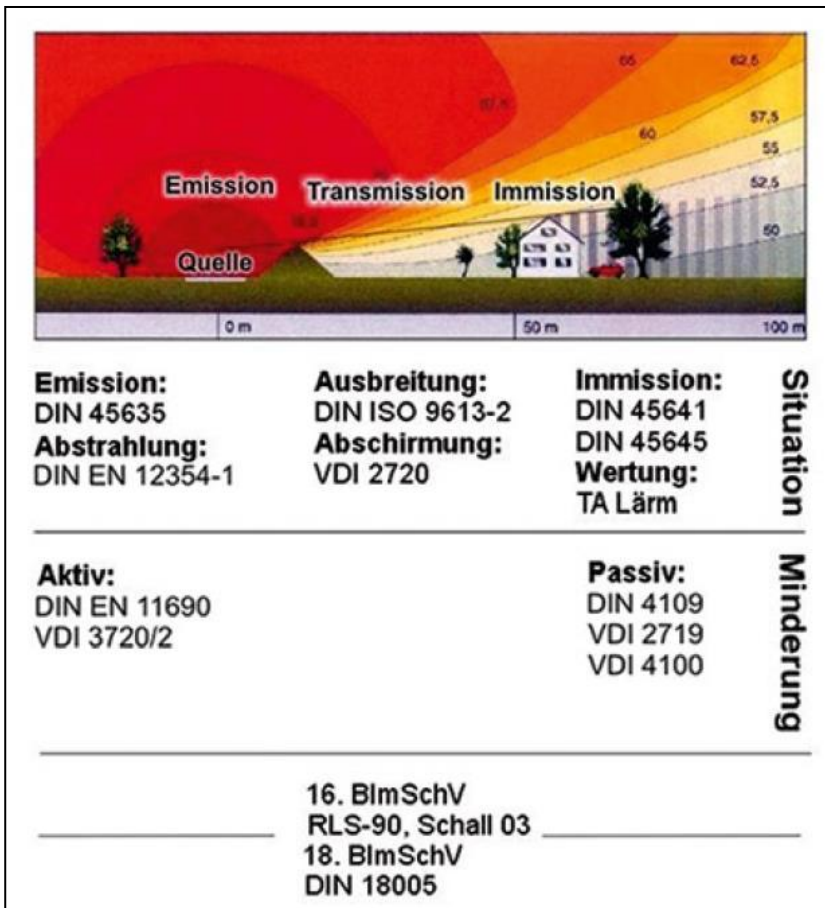 65
62,5
57,5
60
55
52,5
50
Emission
Transmission
Immission
Quelle
0 m
50 m
100 m
Emission:
DIN 45635
Abstrahlung:
DIN EN 12354-1
Ausbreitung:
DIN ISO 9613-2
Abschirmung:
VDI 2720
Immission:
DIN 45641
DIN 45645
Wertung:
TA Lärm
Situation
Aktiv:
DIN EN 11690
VDI 3720/2
Passiv:
DIN 4109
VDI 2719
VDI 4100
Minderung
16. BImSchV
RLS-90, Schall 03
18. BImSchV
DIN 18005